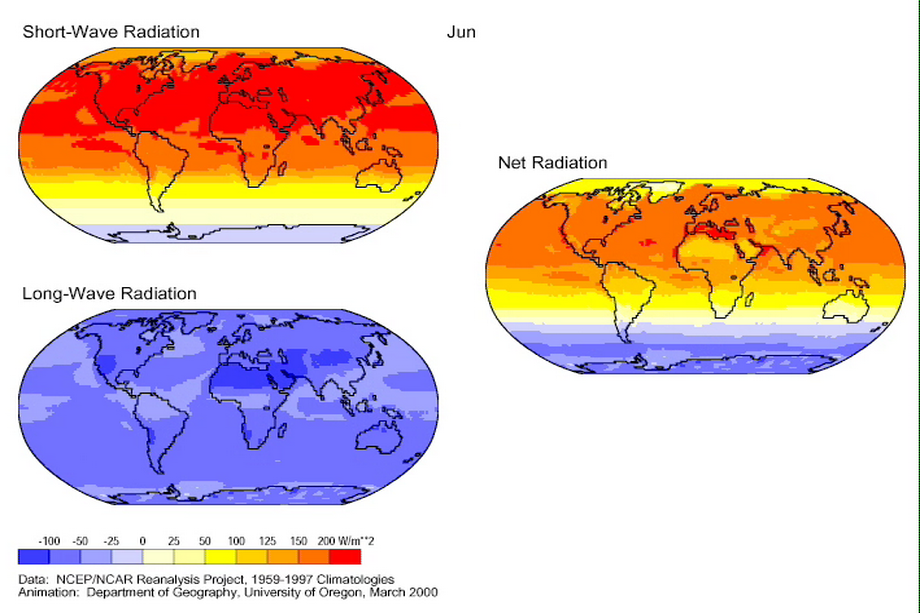 Short-Wave Radiation
Jun
Net Radiation
Long-Wave Radiation
-100 -50 -25 0 25 50 100 125 150 200 W/m**2
Data:  NCEP/NCAR Reanalysis Project, 1959-1997 Climatologies
Animation:  Department of Geography, University of Oregon, March 2000